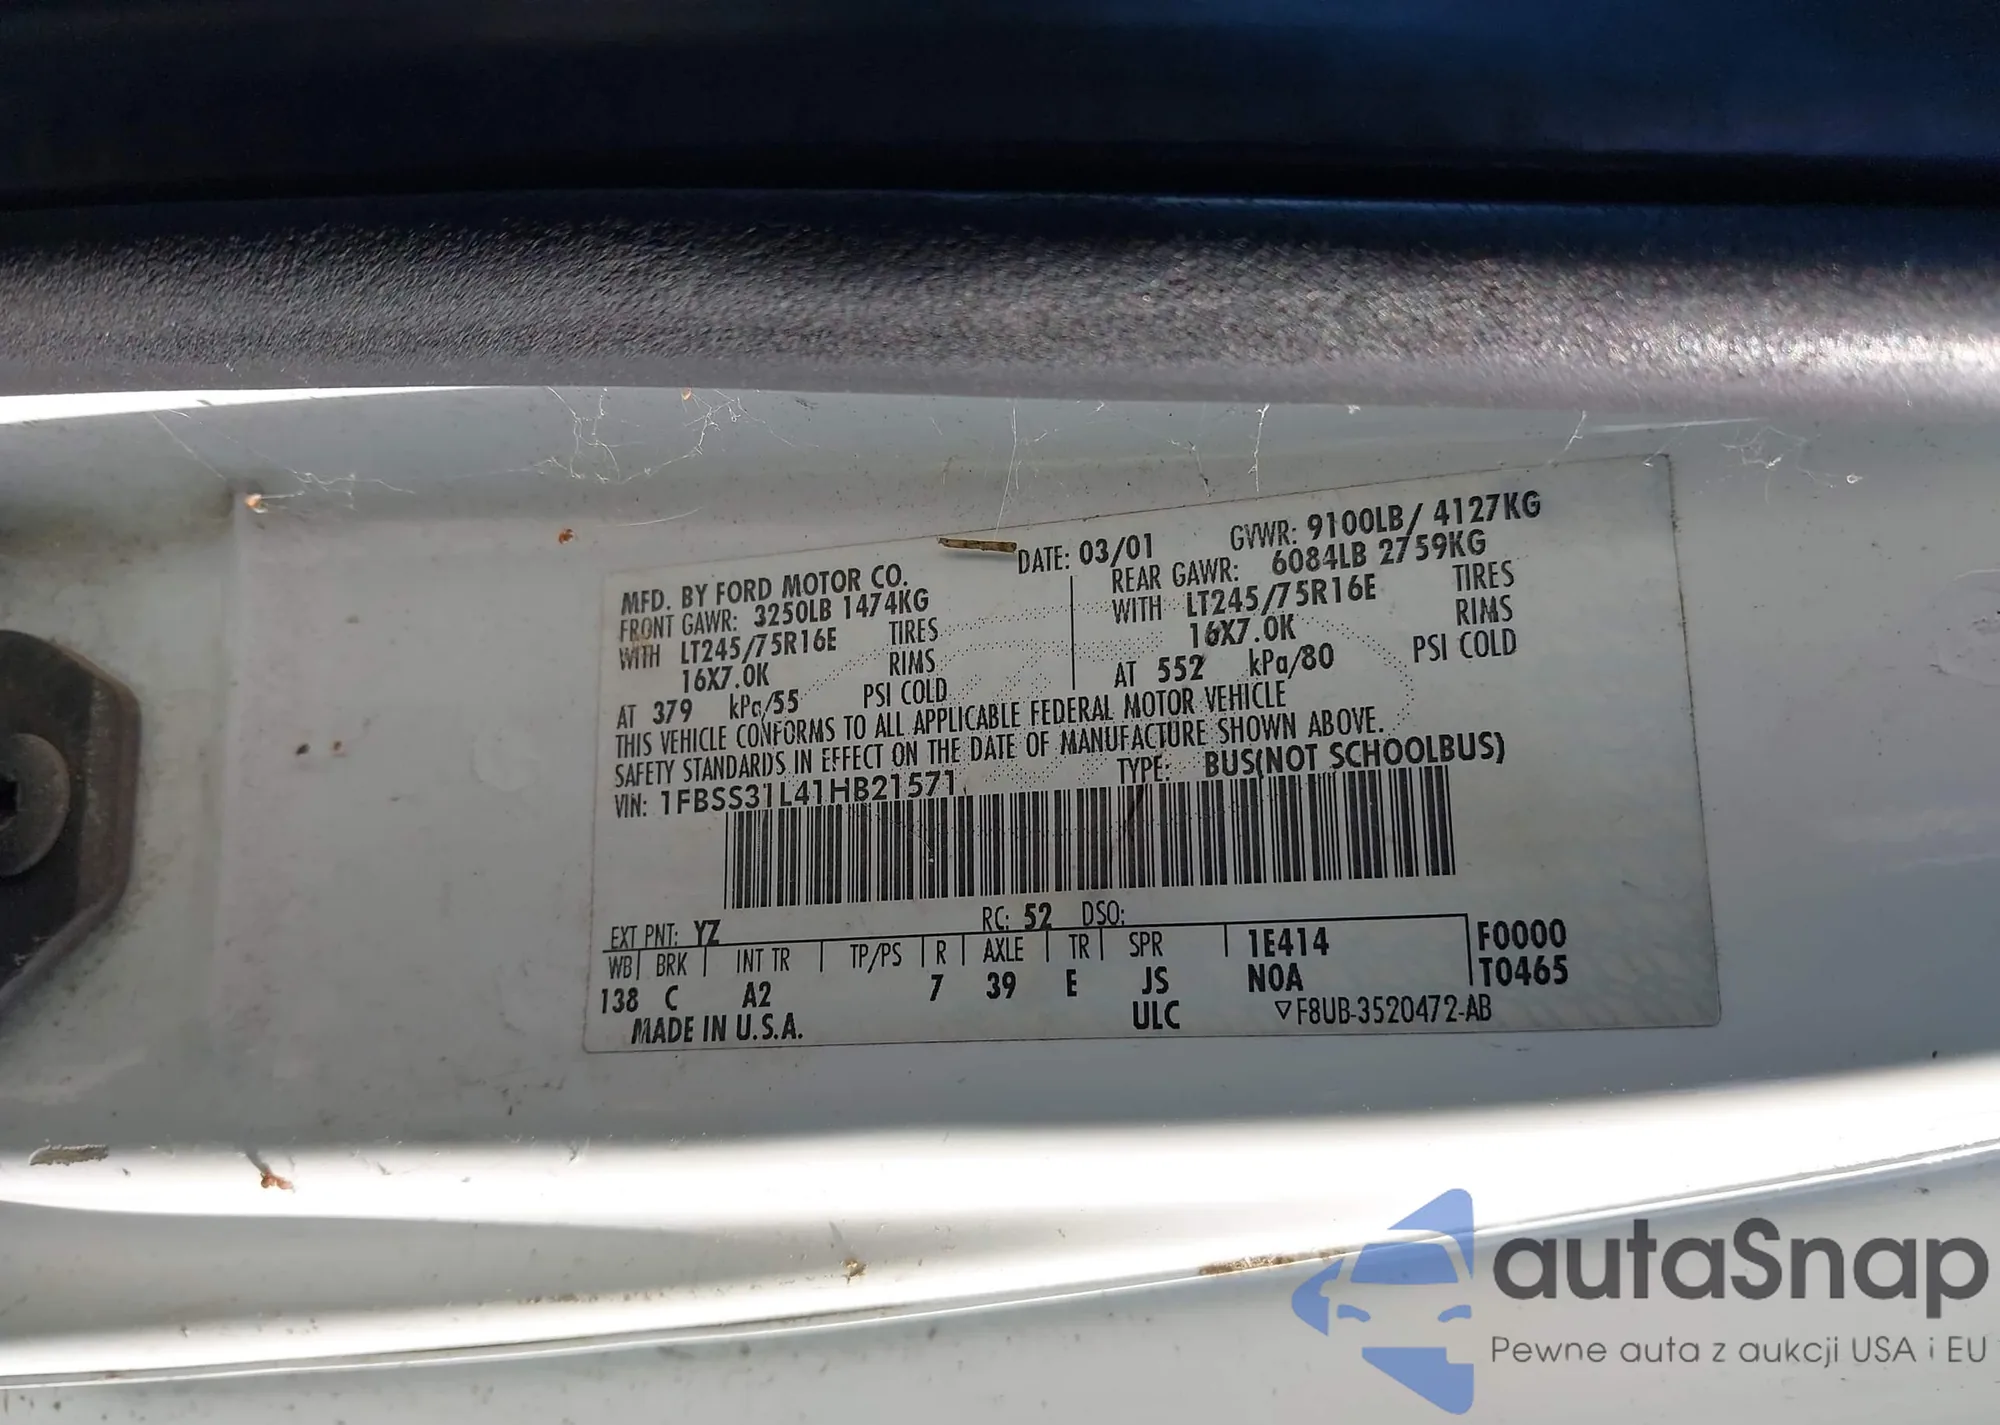 MFD. BY FORD MOTOR CO.
DATE: 03/01
GVWR: 9100LB/ 4127KG
FRONT GAWR: 3250LB 1474KG
REAR GAWR: 6084LB 2759KG
WITH LT245/75R16E TIRES
WITH LT245/75R16E TIRES
16X7.0K RIMS
16X7.0K RIMS
AT 379 kPa/55 PSI COLD
AT 552 kPa/80 PSI COLD
THIS VEHICLE CONFORMS TO ALL APPLICABLE FEDERAL MOTOR VEHICLE
SAFETY STANDARDS IN EFFECT ON THE DATE OF MANUFACTURE SHOWN ABOVE.
VIN: 1FBSS31L41HB21571
TYPE: BUS(NOT SCHOOLBUS)
EXT PNT: YZ RC: 52 DSO:
WB BRK INT TR TP/PS R AXLE TR SPR 1E414 F0000
138 C A2 7 39 E JS N0A T0465
MADE IN U.S.A. ULC F8UB-3520472-AB
autaSnap
Pewne auta z aukcji USA i EU